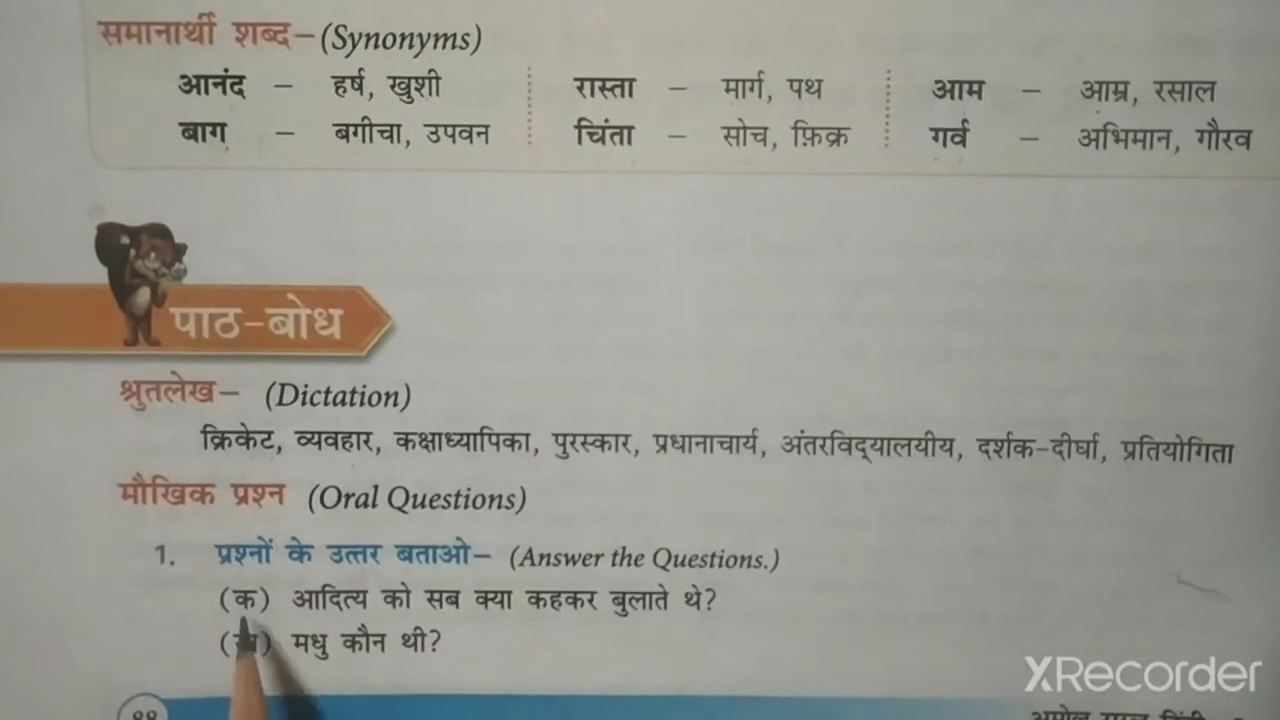 समानार्थी शब्द– (Synonyms)
आनंद – हर्ष, खुशी रास्ता – मार्ग, पथ आम – आम्र, रसाल
बाग – बगीचा, उपवन चिंता – सोच, फ़िक्र गर्व – अभिमान, गौरव
पाठ-बोध
श्रुतलेख– (Dictation)
क्रिकेट, व्यवहार, कक्षाध्यापिका, पुरस्कार, प्रधानाचार्य, अंतरविद्‌यालयीय, दर्शक-दीर्घा, प्रतियोगिता
मौखिक प्रश्न (Oral Questions)
1. प्रश्नों के उत्तर बताओ– (Answer the Questions.)
(क) आदित्य को सब क्या कहकर बुलाते थे?
(ख) मधु कौन थी?
88
XRecorder